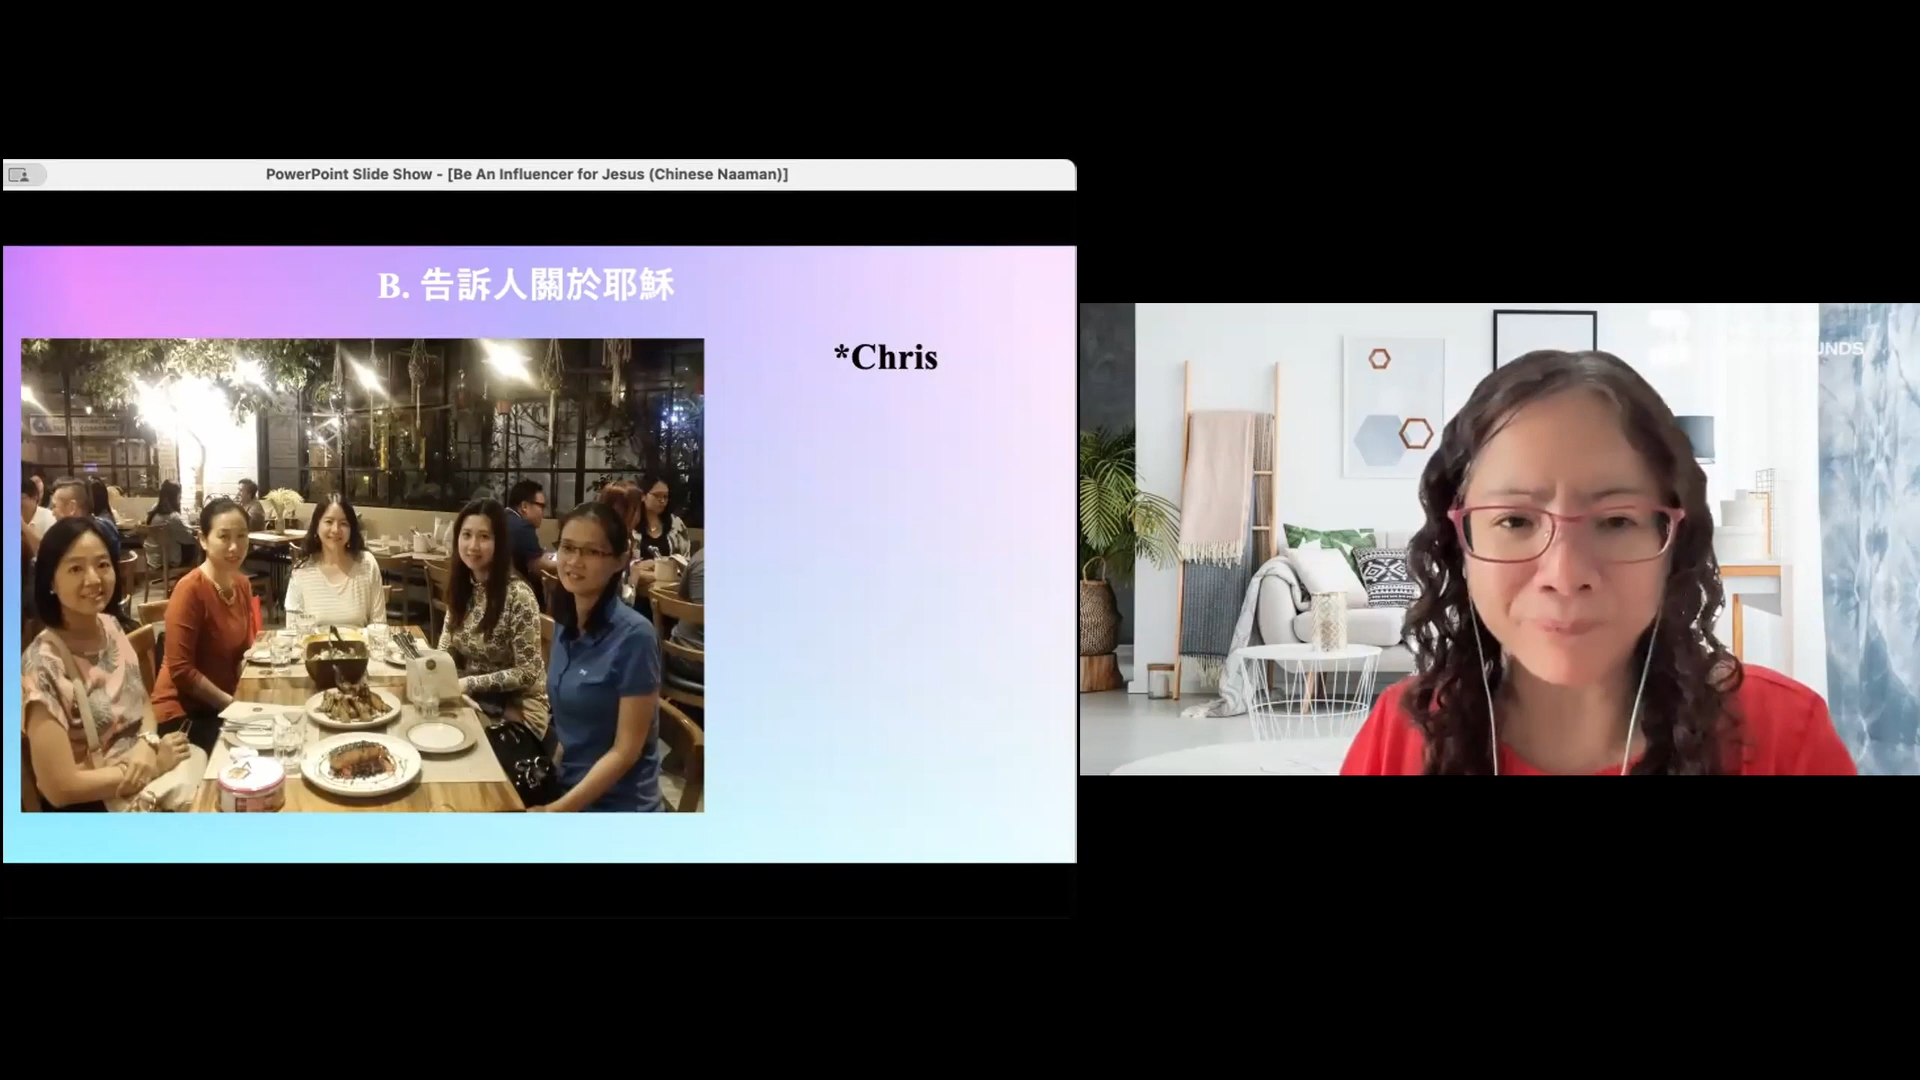 PowerPoint Slide Show - [Be An Influencer for Jesus (Chinese Naaman)]
B. 告訴人關於耶穌
*Chris